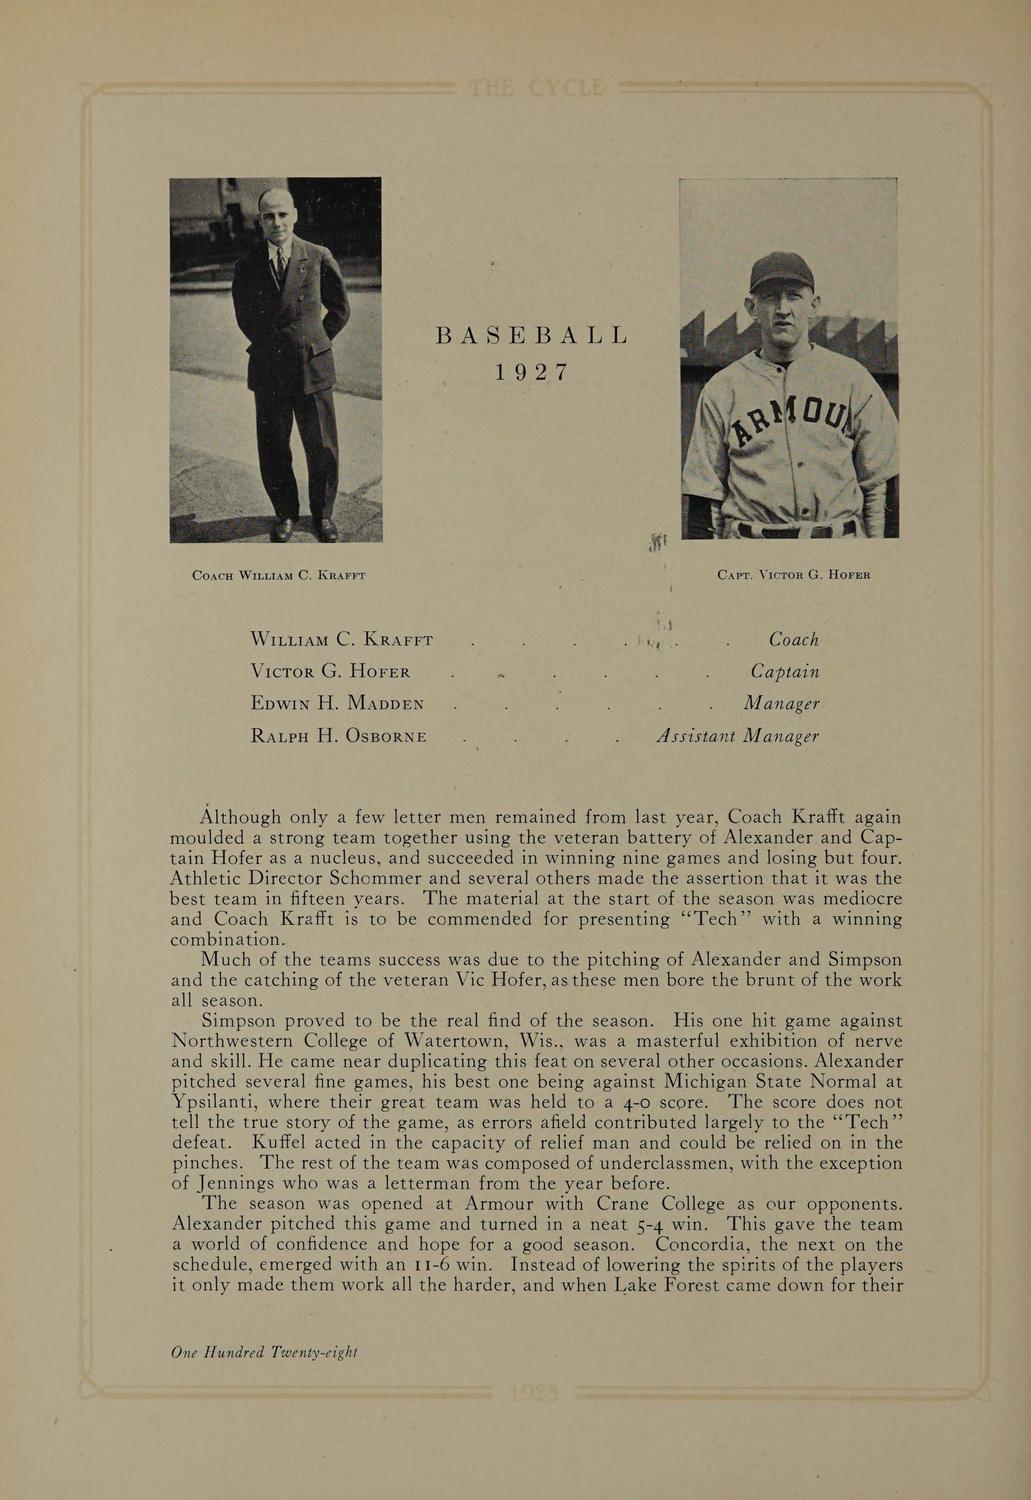 THE CYCLE
BASEBALL
1927
ARMOU
COACH WILLIAM C. KRAFFT
CAPT. VICTOR G. HOFER
WILLIAM C. KRAFFT . . . . . . Coach
VICTOR G. HOFER . . . . . . Captain
EDWIN H. MADDEN . . . . . . Manager
RALPH H. OSBORNE . . . . Assistant Manager
Although only a few letter men remained from last year, Coach Krafft again
moulded a strong team together using the veteran battery of Alexander and Cap-
tain Hofer as a nucleus, and succeeded in winning nine games and losing but four.
Athletic Director Schommer and several others made the assertion that it was the
best team in fifteen years. The material at the start of the season was mediocre
and Coach Krafft is to be commended for presenting “Tech” with a winning
combination.
Much of the teams success was due to the pitching of Alexander and Simpson
and the catching of the veteran Vic Hofer, as these men bore the brunt of the work
all season.
Simpson proved to be the real find of the season. His one hit game against
Northwestern College of Watertown, Wis., was a masterful exhibition of nerve
and skill. He came near duplicating this feat on several other occasions. Alexander
pitched several fine games, his best one being against Michigan State Normal at
Ypsilanti, where their great team was held to a 4-0 score. The score does not
tell the true story of the game, as errors afield contributed largely to the “Tech”
defeat. Kuffel acted in the capacity of relief man and could be relied on in the
pinches. The rest of the team was composed of underclassmen, with the exception
of Jennings who was a letterman from the year before.
The season was opened at Armour with Crane College as our opponents.
Alexander pitched this game and turned in a neat 5-4 win. This gave the team
a world of confidence and hope for a good season. Concordia, the next on the
schedule, emerged with an 11-6 win. Instead of lowering the spirits of the players
it only made them work all the harder, and when Lake Forest came down for their
One Hundred Twenty-eight
1928